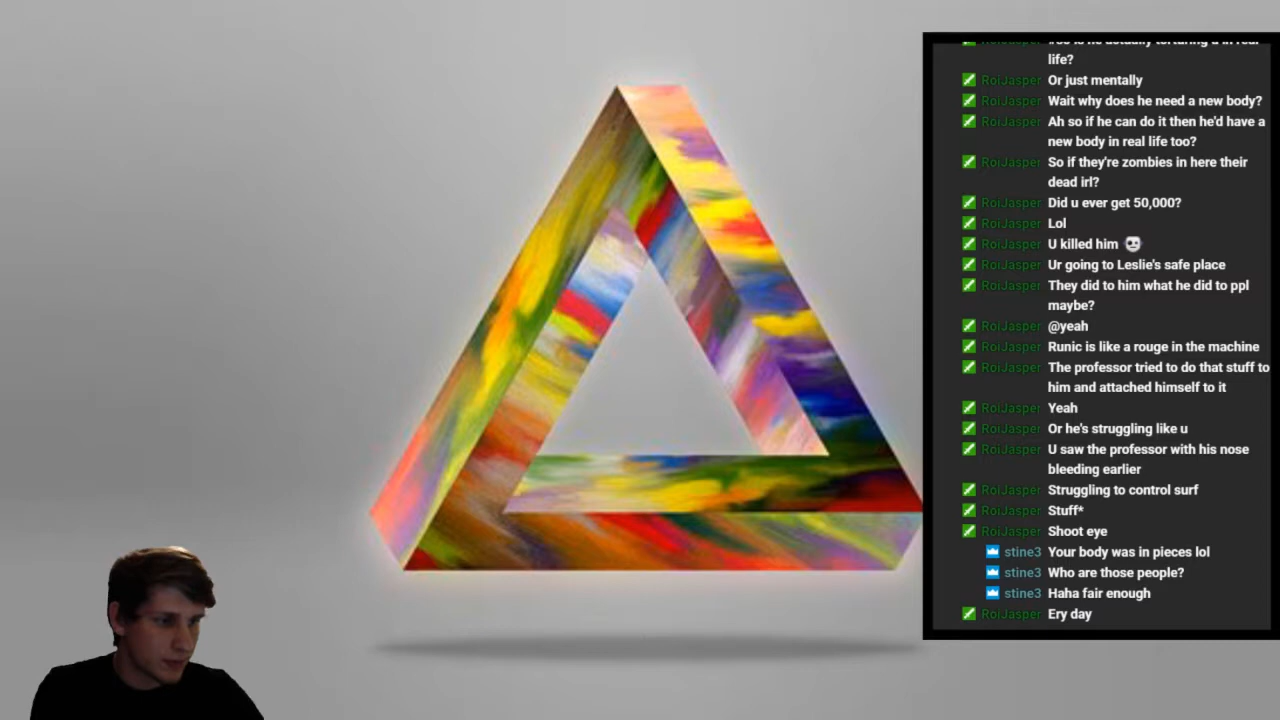 life?
RoiJasper Or just mentally
RoiJasper Wait why does he need a new body?
RoiJasper Ah so if he can do it then he'd have a
new body in real life too?
RoiJasper So if they're zombies in here their
dead irl?
RoiJasper Did u ever get 50,000?
RoiJasper Lol
RoiJasper U killed him
RoiJasper Ur going to Leslie's safe place
RoiJasper They did to him what he did to ppl
maybe?
RoiJasper @yeah
RoiJasper Runic is like a rouge in the machine
RoiJasper The professor tried to do that stuff to
him and attached himself to it
RoiJasper Yeah
RoiJasper Or he's struggling like u
RoiJasper U saw the professor with his nose
bleeding earlier
RoiJasper Struggling to control surf
RoiJasper Stuff*
RoiJasper Shoot eye
stine3 Your body was in pieces lol
stine3 Who are those people?
stine3 Haha fair enough
RoiJasper Ery day